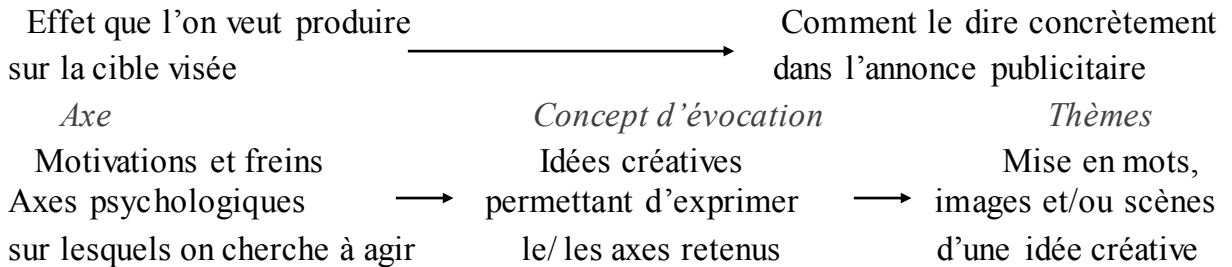 Effet que l’on veut produire
sur la cible visée
Comment le dire concrètement
dans l’annonce publicitaire
Axe
Concept d’évocation
Thèmes
Motivations et freins
Axes psychologiques
sur lesquels on cherche à agir
Idées créatives
permettant d’exprimer
le/ les axes retenus
Mise en mots,
images et/ou scènes
d’une idée créative